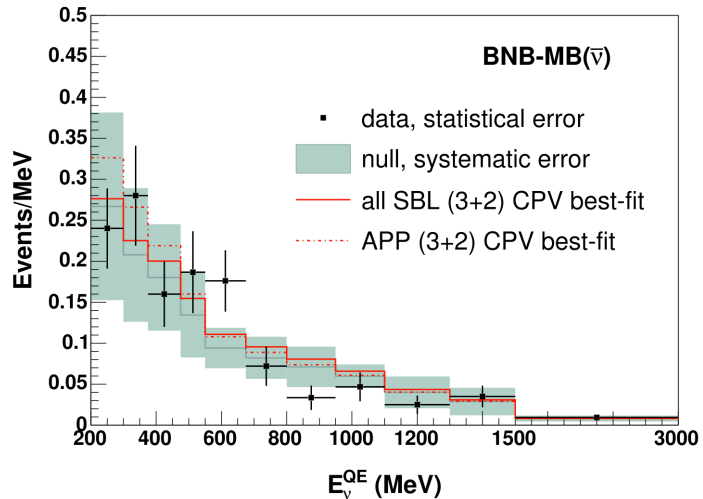 BNB-MB(ν̄)
data, statistical error
null, systematic error
all SBL (3+2) CPV best-fit
APP (3+2) CPV best-fit
Events/MeV
0.5
0.45
0.4
0.35
0.3
0.25
0.2
0.15
0.1
0.05
0
200 400 600 800 1000 1200 1500 3000
E_ν^QE (MeV)